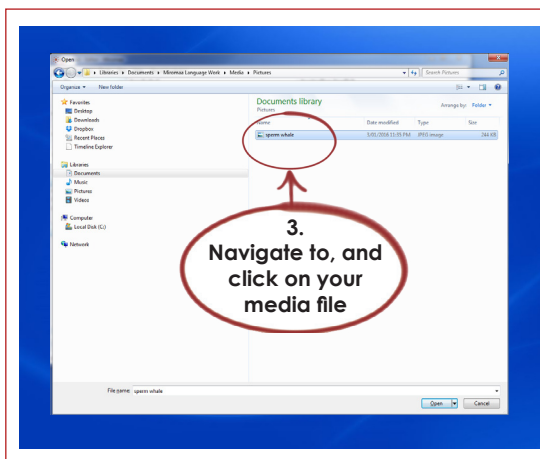 Open
Libraries ▸ Documents ▸ Miromaa Language Work ▸ Media ▸ Pictures
Search Pictures
Organize
New folder
Favorites
Desktop
Downloads
Dropbox
Recent Places
Timeline Explorer
Libraries
Documents
Music
Pictures
Videos
Computer
Local Disk (C:)
Network
Documents library
Pictures
Arrange by: Folder
Name
Date modified
Type
Size
sperm whale
JPEG image
244 KB
3.
Navigate to, and
click on your
media file
File name: sperm whale
Open
Cancel